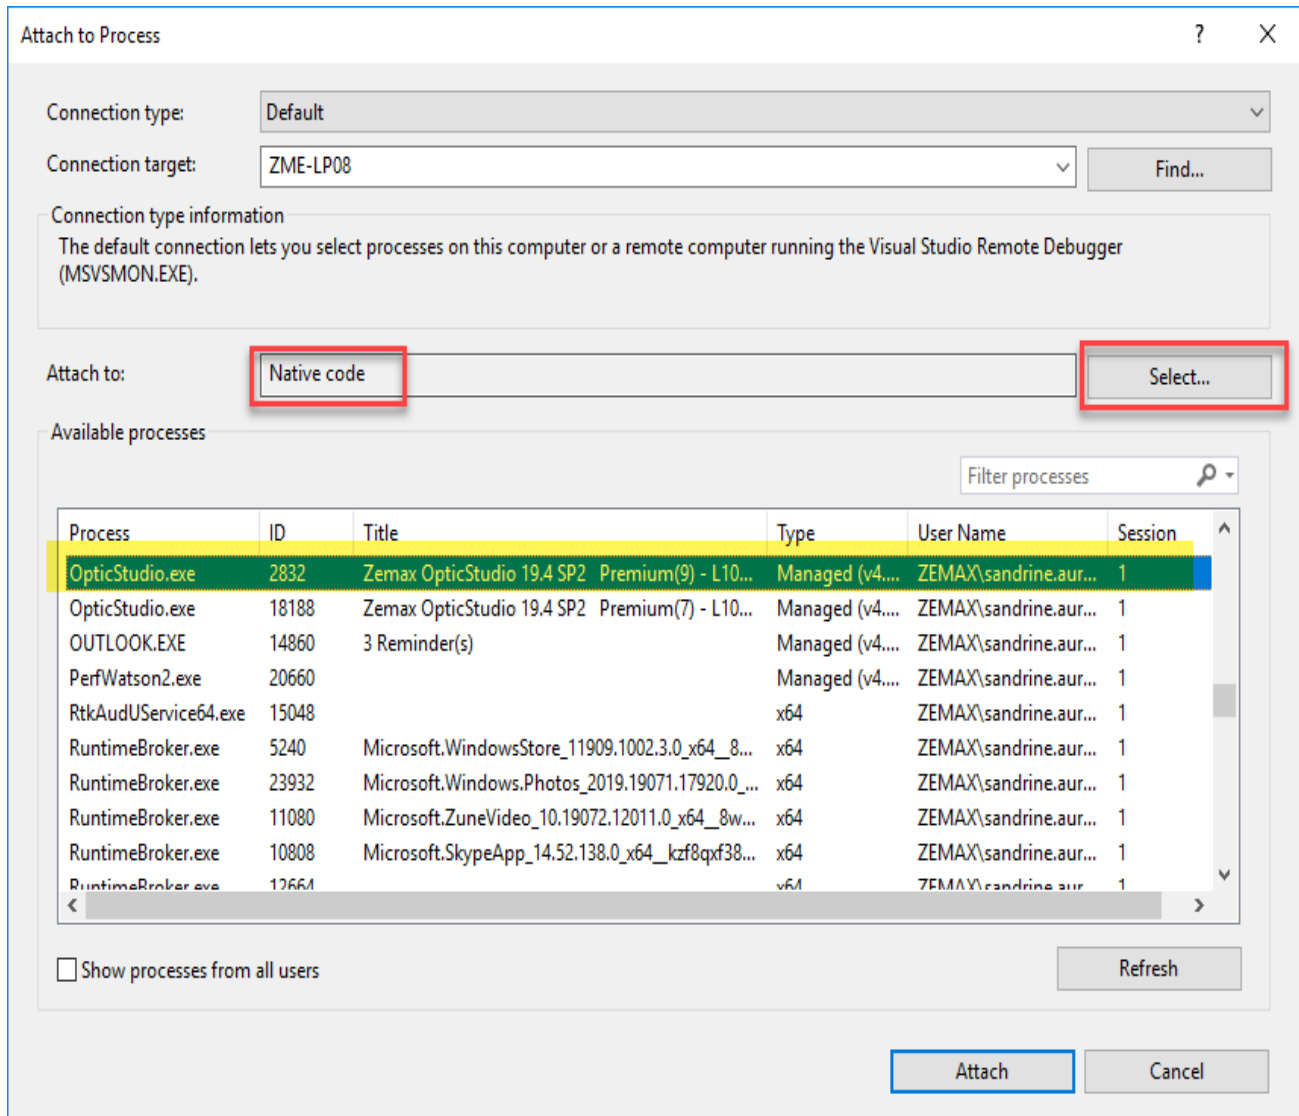 Attach to Process
Connection type: Default
Connection target: ZME-LP08 Find...
Connection type information
The default connection lets you select processes on this computer or a remote computer running the Visual Studio Remote Debugger
(MSVSMON.EXE).
Attach to: Native code Select...
Available processes
Filter processes
Process ID Title Type User Name Session
OpticStudio.exe 2832 Zemax OpticStudio 19.4 SP2 Premium(9) - L10... Managed (v4.... ZEMAX\sandrine.aur... 1
OpticStudio.exe 18188 Zemax OpticStudio 19.4 SP2 Premium(7) - L10... Managed (v4.... ZEMAX\sandrine.aur... 1
OUTLOOK.EXE 14860 3 Reminder(s) Managed (v4.... ZEMAX\sandrine.aur... 1
PerfWatson2.exe 20660 Managed (v4.... ZEMAX\sandrine.aur... 1
RtkAudUService64.exe 15048 x64 ZEMAX\sandrine.aur... 1
RuntimeBroker.exe 5240 Microsoft.WindowsStore_11909.1002.3.0_x64__8... x64 ZEMAX\sandrine.aur... 1
RuntimeBroker.exe 23932 Microsoft.Windows.Photos_2019.19071.17920.0_... x64 ZEMAX\sandrine.aur... 1
RuntimeBroker.exe 11080 Microsoft.ZuneVideo_10.19072.12011.0_x64__8w... x64 ZEMAX\sandrine.aur... 1
RuntimeBroker.exe 10808 Microsoft.SkypeApp_14.52.138.0_x64__kzf8qxf38... x64 ZEMAX\sandrine.aur... 1
RuntimeBroker.exe 12664 x64 ZEMAX\sandrine.aur 1
Show processes from all users Refresh
Attach Cancel